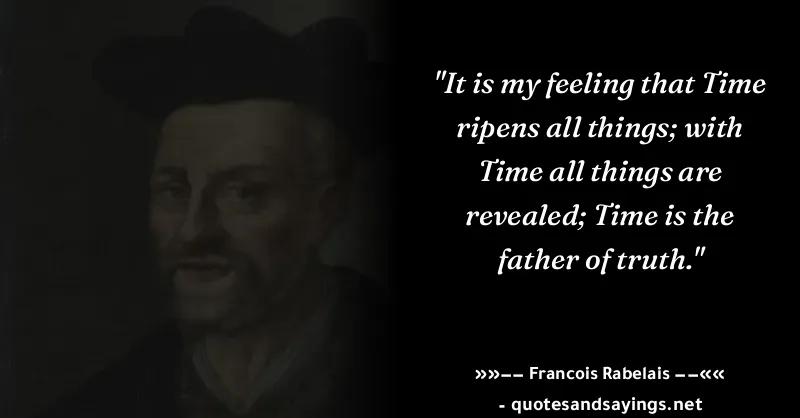 "It is my feeling that Time
ripens all things; with
Time all things are
revealed; Time is the
father of truth."
»»–– Francois Rabelais ––««
- quotesandsayings.net